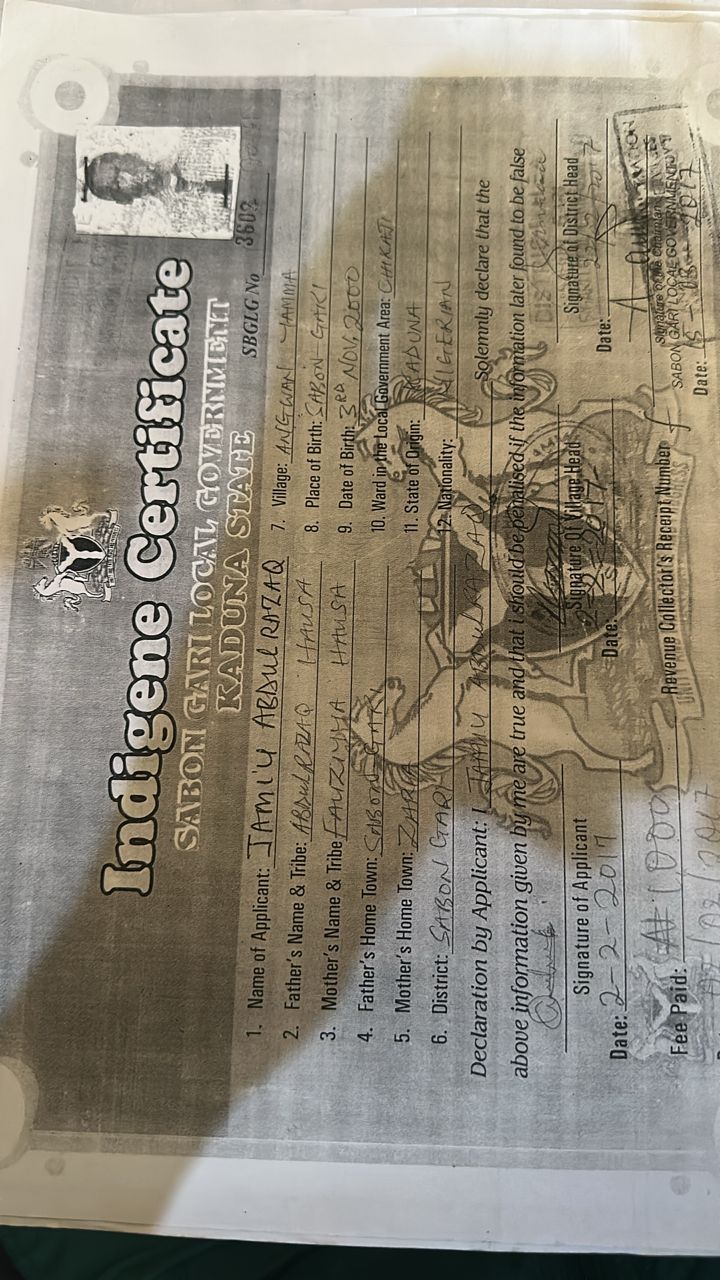 Indigene Certificate
SABON GARI LOCAL GOVERNMENT
KADUNA STATE
SBGLG No 3603
1. Name of Applicant: JAMI'U ABDUL RAZAQ
2. Father's Name & Tribe: ABDULRAZAQ HAUSA
3. Mother's Name & Tribe FAUZIYYA HAUSA
4. Father's Home Town: SABON GARI
5. Mother's Home Town: ZARIA
6. District: SABON GARI
7. Village: ANGWAN YAMMA
8. Place of Birth: SABON-GARI
9. Date of Birth: 3RD NOV, 2000
10. Ward in the Local Government Area: CHIKAJI
11. State of Origin: KADUNA
12. Nationality: NIGERIAN
Declaration by Applicant: I JAMIU ABDULRAZAQ Solemnly declare that the
above information given by me are true and that i should be penalised if the information later found to be false
Signature of Applicant
Date: 2-2-2017
Signature Of Village Head
Date:
Signature of District Head
Date:
Fee Paid: 1000
Revenue Collector's Receipt Number
SABON GARI LOCAL GOVERNMENT
Date: